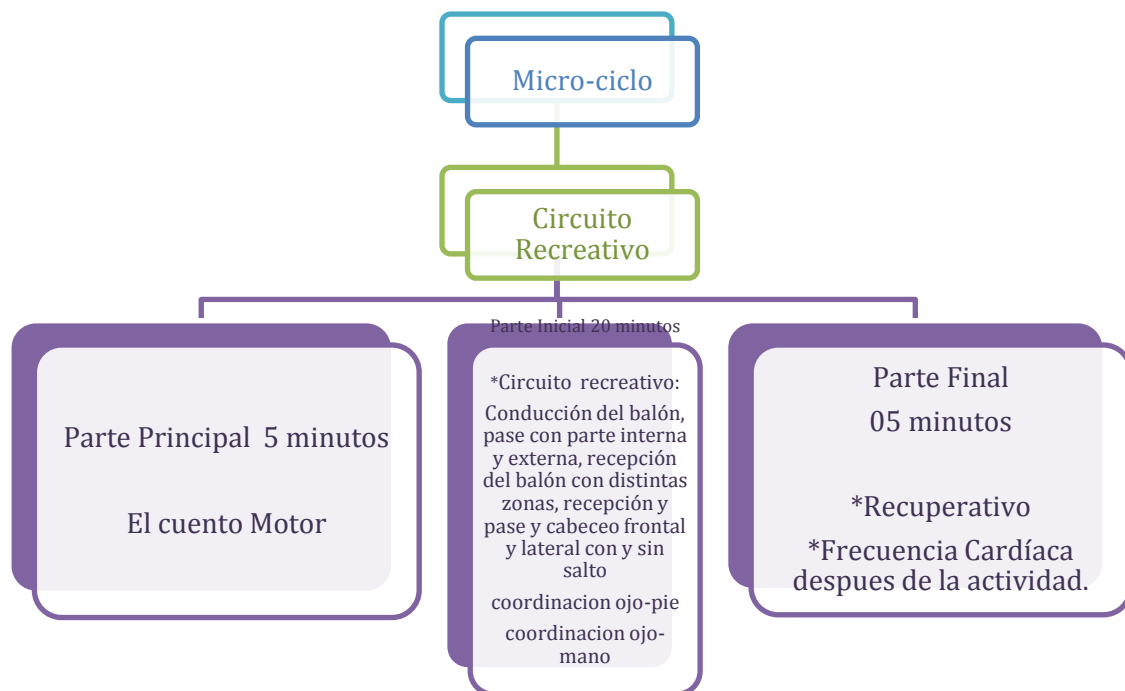 Micro-ciclo
Circuito
Recreativo
Parte Principal 5 minutos
El cuento Motor
Parte Inicial 20 minutos
*Circuito recreativo:
Conducción del balón,
pase con parte interna
y externa, recepción
del balón con distintas
zonas, recepción y
pase y cabeceo frontal
y lateral con y sin
salto
coordinacion ojo-pie
coordinacion ojo-
mano
Parte Final
05 minutos
*Recuperativo
*Frecuencia Cardíaca
despues de la actividad.